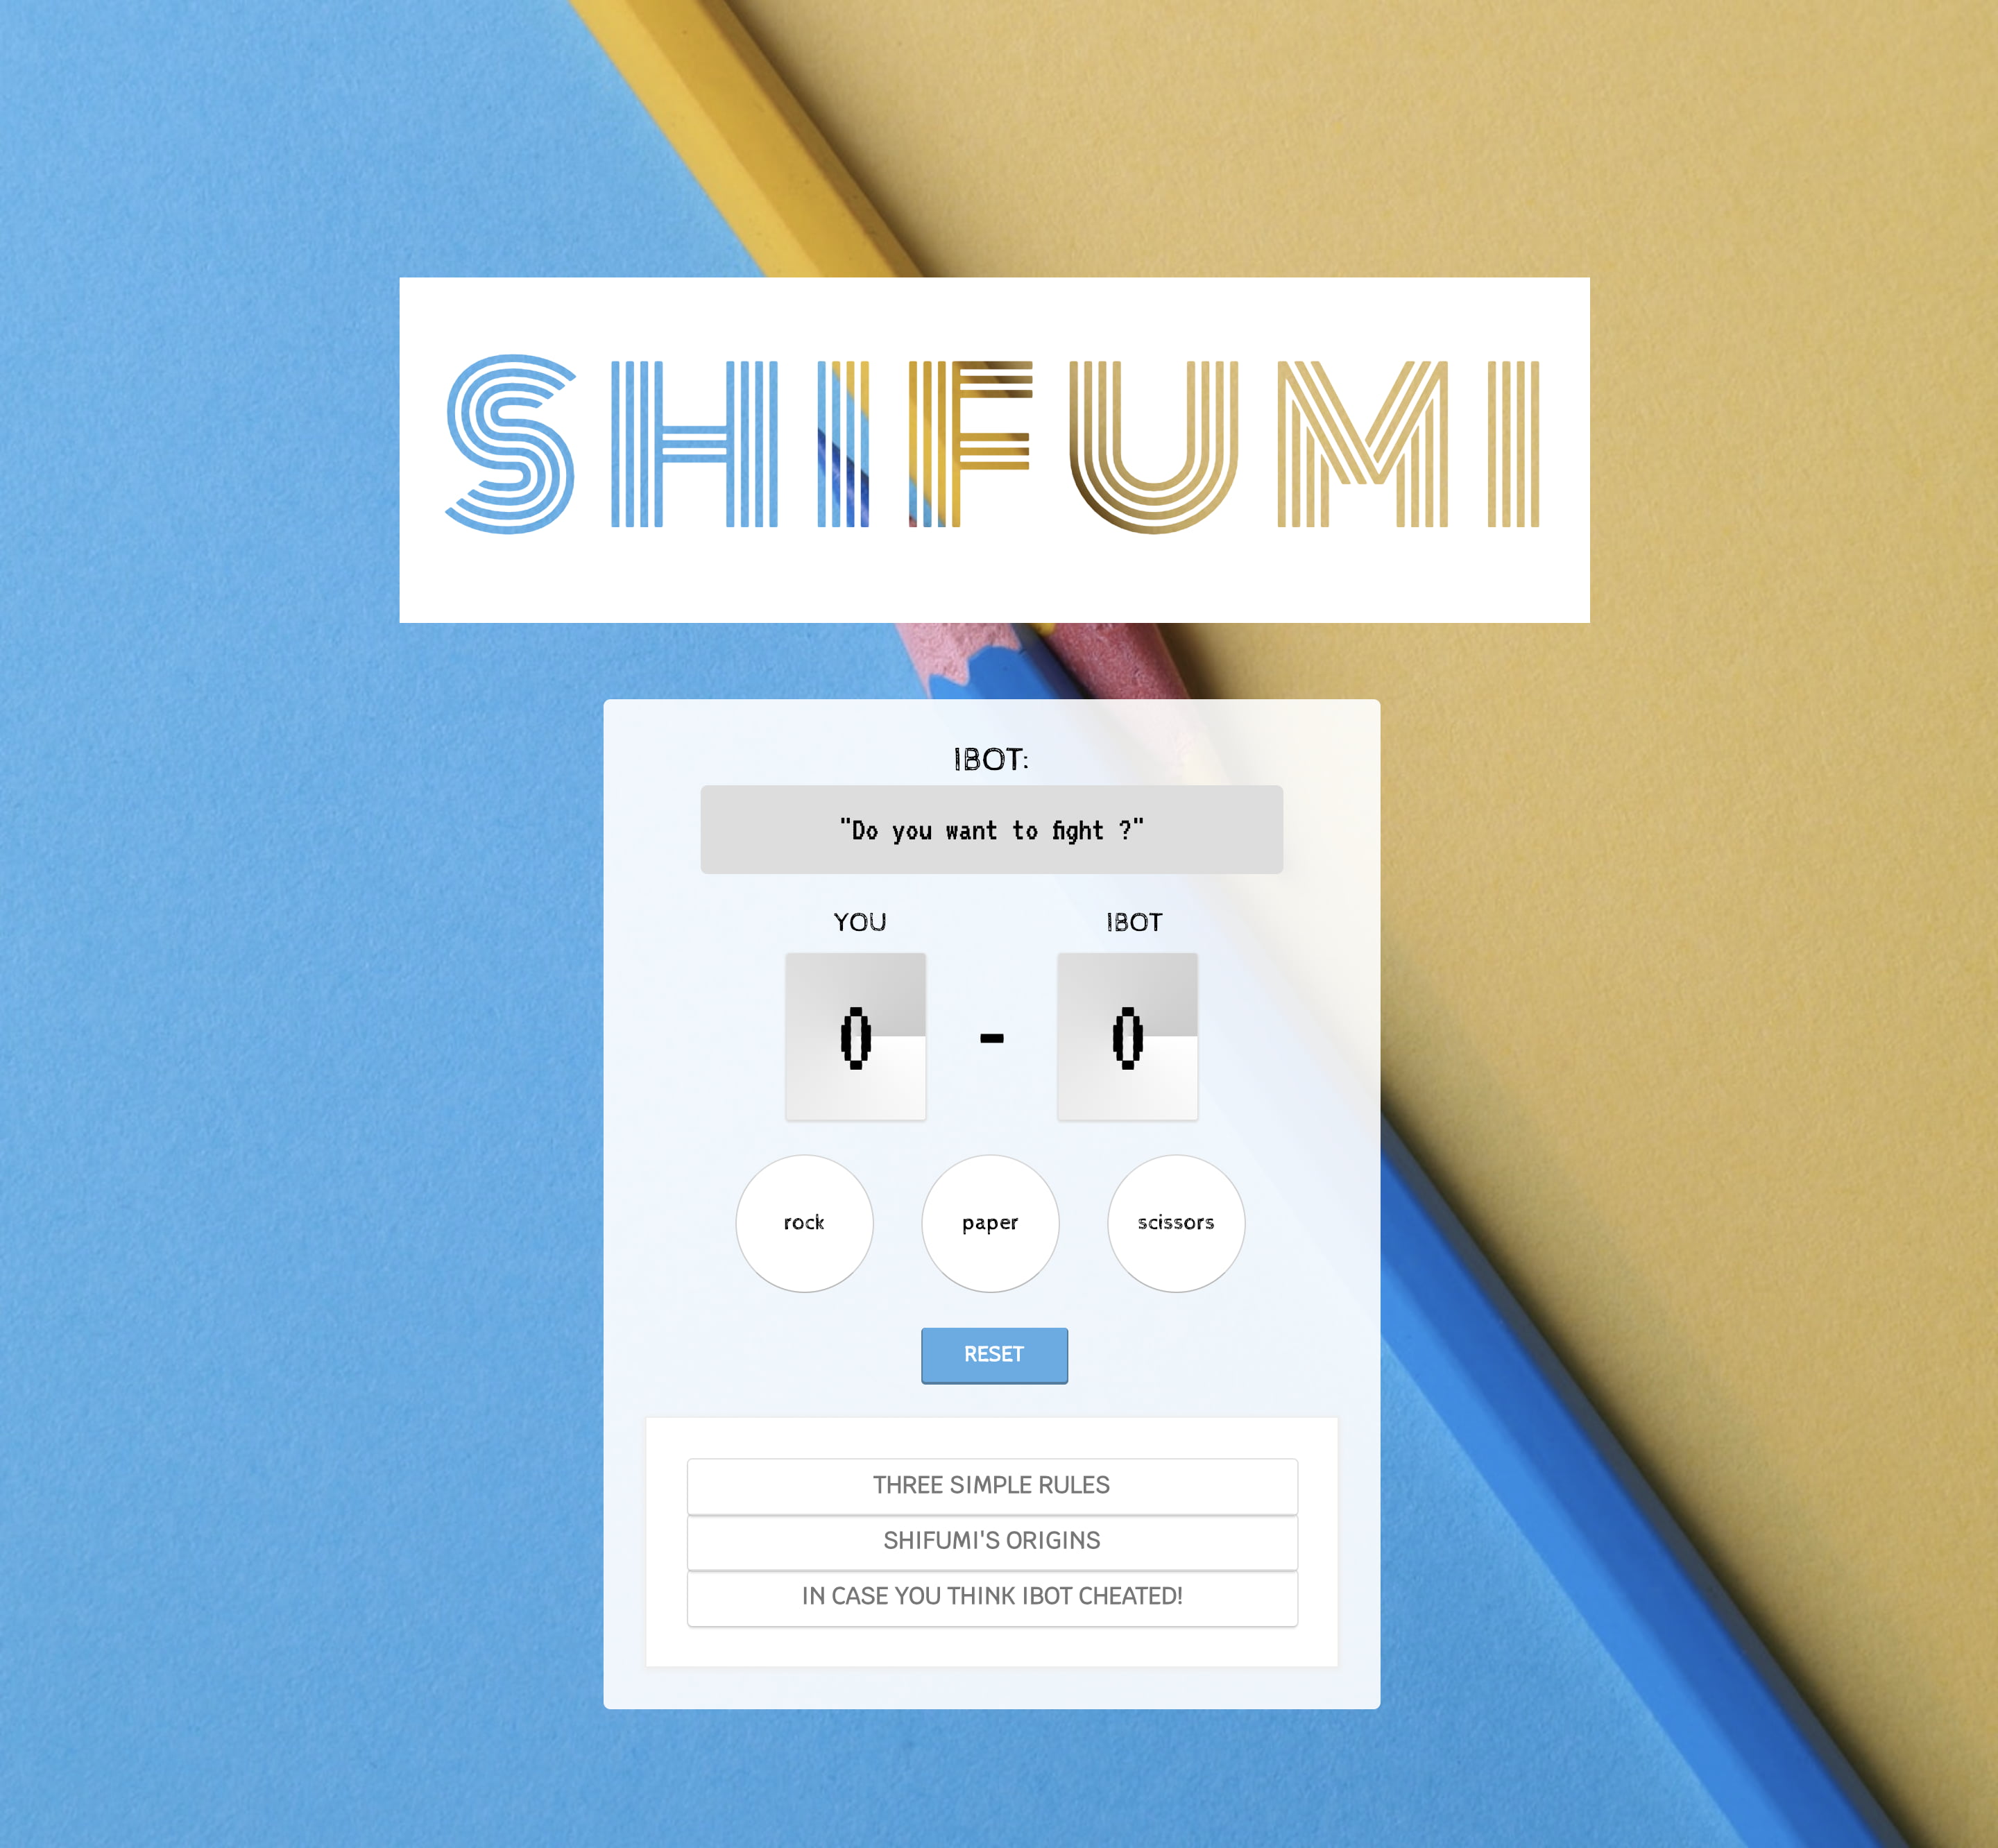 SHIFUMI
IBOT:
"Do you want to fight ?"
YOU IBOT
0 - 0
rock paper scissors
RESET
THREE SIMPLE RULES
SHIFUMI'S ORIGINS
IN CASE YOU THINK IBOT CHEATED!